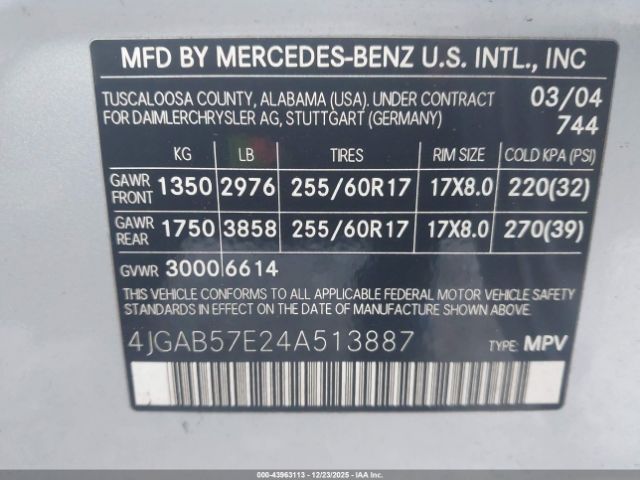 MFD BY MERCEDES-BENZ U.S. INTL., INC
TUSCALOOSA COUNTY, ALABAMA (USA). UNDER CONTRACT 03/04
FOR DAIMLERCHRYSLER AG, STUTTGART (GERMANY) 744
KG LB TIRES RIM SIZE COLD KPA (PSI)
GAWR FRONT 1350 2976 255/60R17 17X8.0 220(32)
GAWR REAR 1750 3858 255/60R17 17X8.0 270(39)
GVWR 3000 6614
THIS VEHICLE CONFORMS TO ALL APPLICABLE FEDERAL MOTOR VEHICLE SAFETY
STANDARDS IN EFFECT ON THE DATE OF MANUFACTURE SHOWN ABOVE.
4JGAB57E24A513887 TYPE: MPV
000-43963113 - 12/23/2025 - IAAI.COM